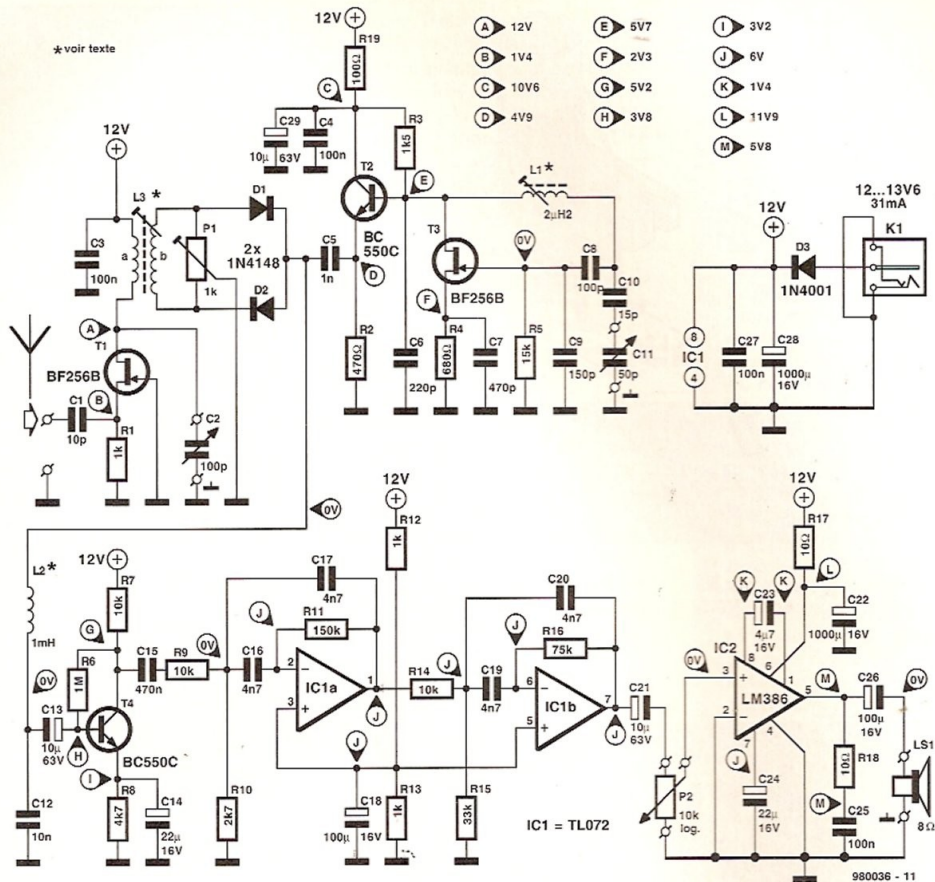 * voir texte
12V
R19
100Ω
A 12V
B 1V4
C 10V6
D 4V9
E 5V7
F 2V3
G 5V2
H 3V8
I 3V2
J 6V
K 1V4
L 11V9
M 5V8
C
C29
10µ
63V
C4
100n
R3
1k5
12V
L3
*
a
b
P1
1k
D1
2x
1N4148
D2
C3
100n
C5
1n
T2
BC
550C
D
E
L1*
2µH2
T3
BF256B
0V
C8
100p
C10
15p
C11
50p
F
R2
470Ω
C6
220p
R4
680Ω
C7
470p
R5
15k
C9
150p
12...13V6
31mA
K1
12V
D3
1N4001
8
IC1
4
C27
100n
C28
1000µ
16V
A
T1
BF256B
B
C1
10p
R1
1k
C2
100p
0V
L2*
1mH
12V
R7
10k
G
R6
1M
0V
C13
10µ
63V
H
T4
BC550C
I
C12
10n
R8
4k7
C14
22µ
16V
C15
470n
R9
10k
0V
R10
2k7
C17
4n7
R11
150k
J
C16
4n7
2
3
1
IC1a
J
J
C18
100µ
16V
12V
R12
1k
R13
1k
R14
10k
J
R15
33k
C20
4n7
J
R16
75k
C19
4n7
6
5
7
IC1b
J
C21
10µ
63V
IC1 = TL072
P2
10k
log.
12V
R17
10Ω
L
C22
1000µ
16V
K
K
C23
4µ7
16V
IC2
LM386
0V
3
2
8
6
1
5
7
4
J
C24
22µ
16V
M
C26
100µ
16V
0V
R18
10Ω
M
C25
100n
LS1
8Ω
980036 - 11